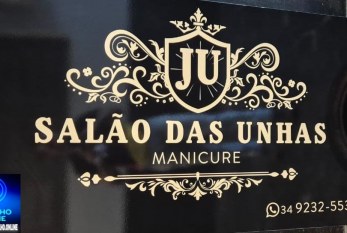 JU
SALÃO DAS UNHAS
MANICURE
34 9232-553